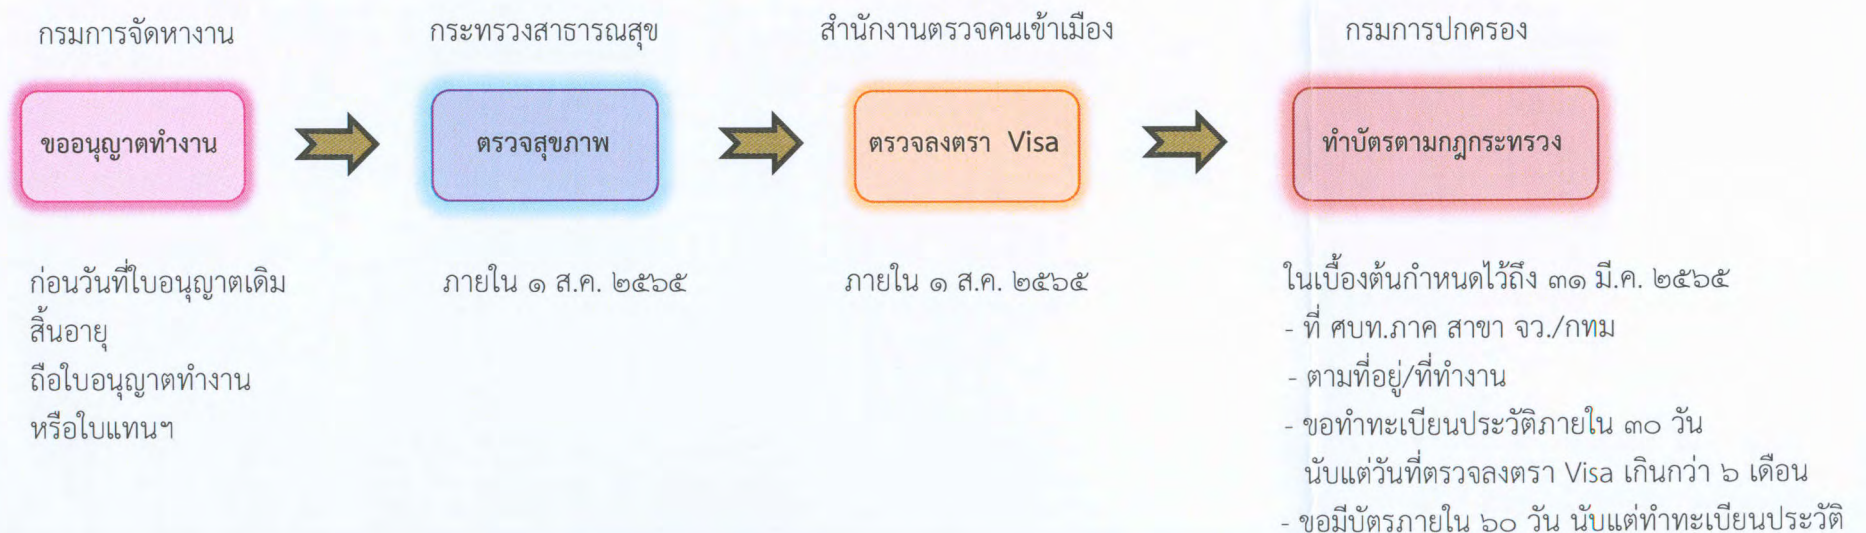 กรมการจัดหางาน
ขออนุญาตทำงาน
ก่อนวันที่ใบอนุญาตเดิม
สิ้นอายุ
ถือใบอนุญาตทำงาน
หรือใบแทนฯ
กระทรวงสาธารณสุข
ตรวจสุขภาพ
ภายใน ๑ ส.ค. ๒๕๖๕
สำนักงานตรวจคนเข้าเมือง
ตรวจลงตรา Visa
ภายใน ๑ ส.ค. ๒๕๖๕
กรมการปกครอง
ทำบัตรตามกฎกระทรวง
ในเบื้องต้นกำหนดไว้ถึง ๓๑ มี.ค. ๒๕๖๕
- ที่ ศบท.ภาค สาขา จว./กทม
- ตามที่อยู่/ที่ทำงาน
- ขอทำทะเบียนประวัติภายใน ๓๐ วัน
นับแต่วันที่ตรวจลงตรา Visa เกินกว่า ๖ เดือน
- ขอมีบัตรภายใน ๖๐ วัน นับแต่ทำทะเบียนประวัติ